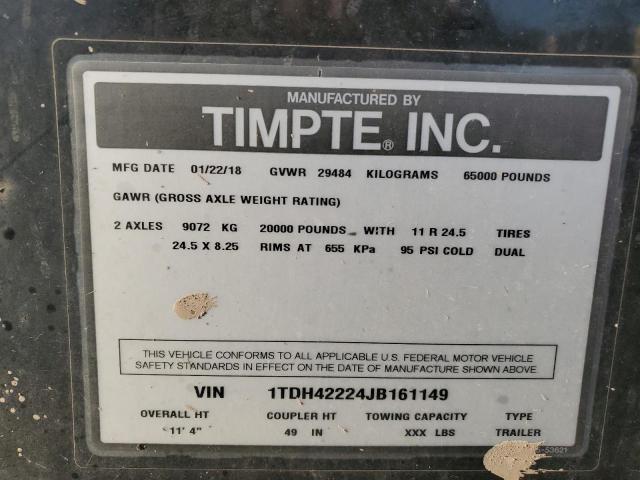 MANUFACTURED BY
TIMPTE® INC.
MFG DATE 01/22/18 GVWR 29484 KILOGRAMS 65000 POUNDS
GAWR (GROSS AXLE WEIGHT RATING)
2 AXLES 9072 KG 20000 POUNDS WITH 11 R 24.5 TIRES
24.5 X 8.25 RIMS AT 655 KPa 95 PSI COLD DUAL
THIS VEHICLE CONFORMS TO ALL APPLICABLE U.S. FEDERAL MOTOR VEHICLE
SAFETY STANDARDS IN EFFECT ON THE DATE OF MANUFACTURE SHOWN ABOVE.
VIN 1TDH42224JB161149
OVERALL HT COUPLER HT TOWING CAPACITY TYPE
11' 4" 49 IN XXX LBS TRAILER